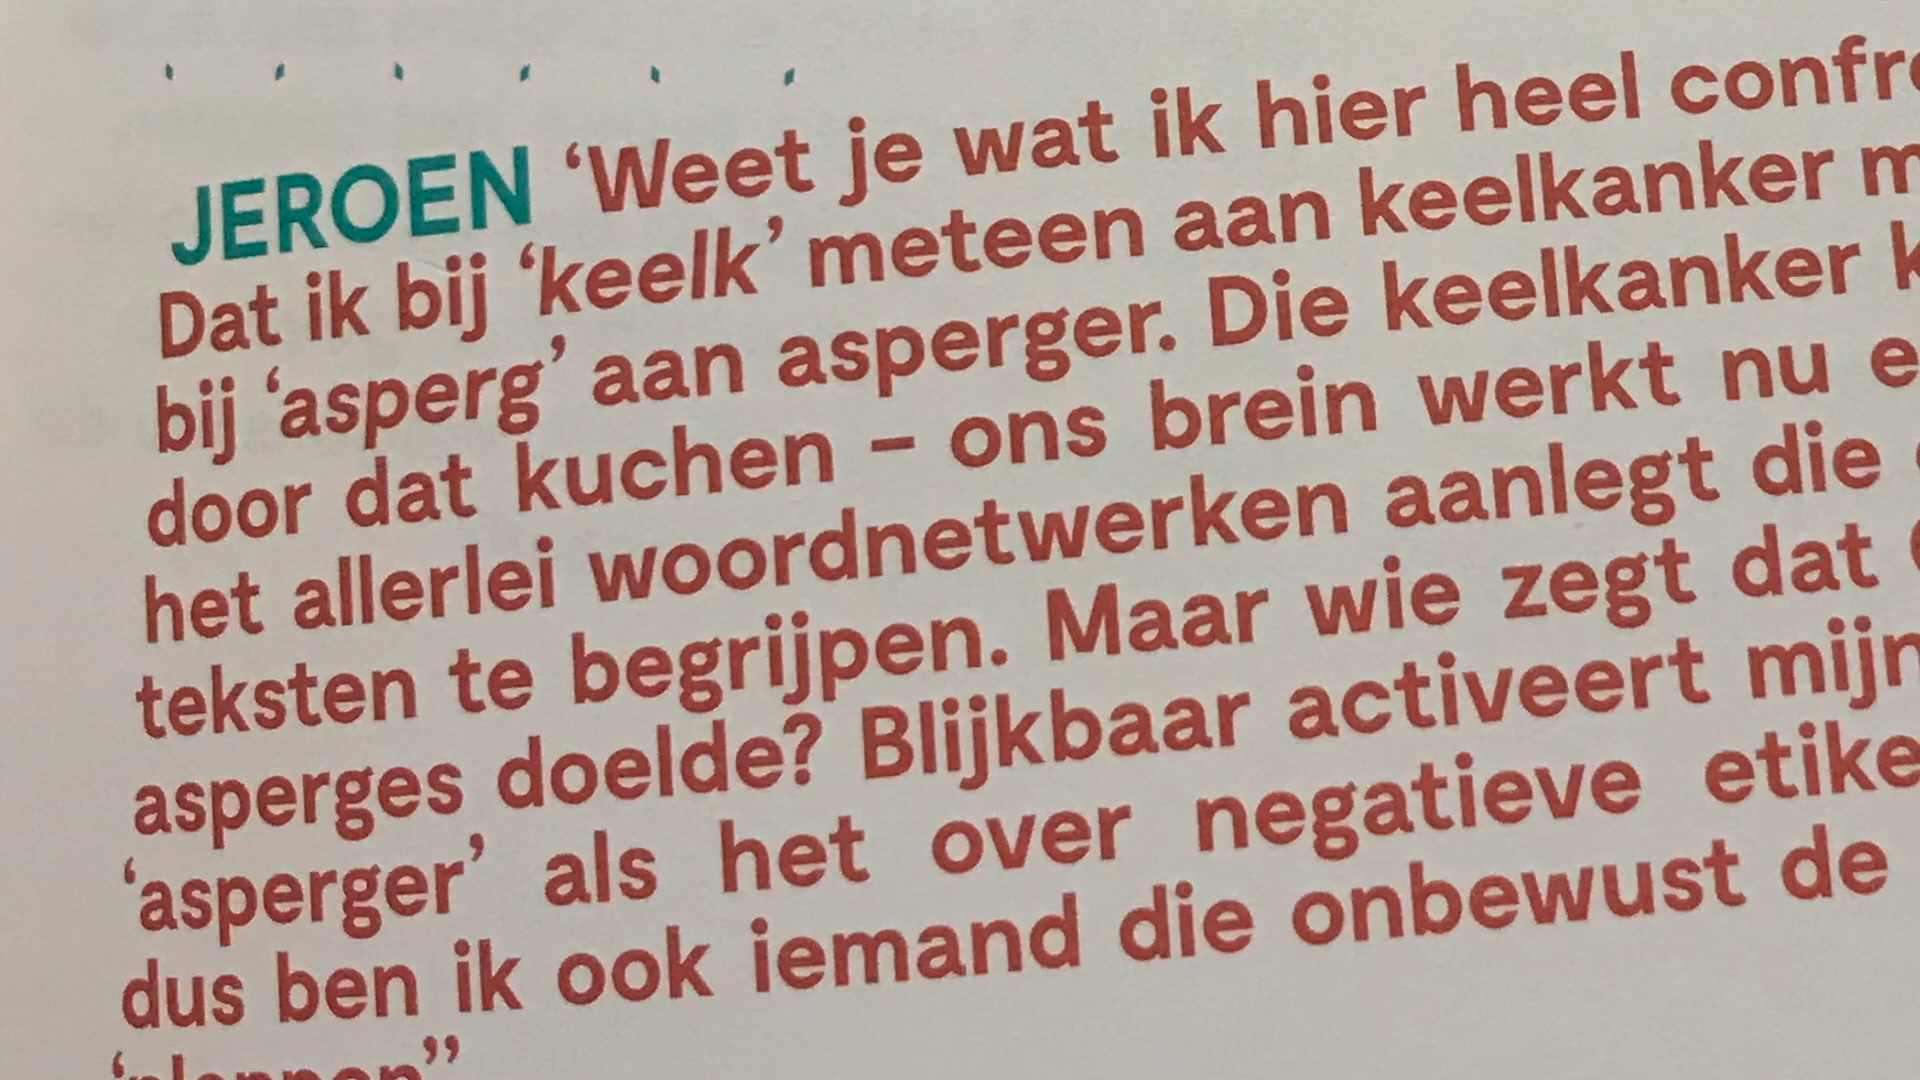 JEROEN ‘Weet je wat ik hier heel
Dat ik bij ‘keelk’ meteen aan keelkanker
bij ‘asperg’ aan asperger. Die keelkanker
door dat kuchen – ons brein werkt nu
het allerlei woordnetwerken aanlegt die
teksten te begrijpen. Maar wie zegt dat
asperges doelde? Blijkbaar activeert mijn
‘asperger’ als het over negatieve
dus ben ik ook iemand die onbewust de